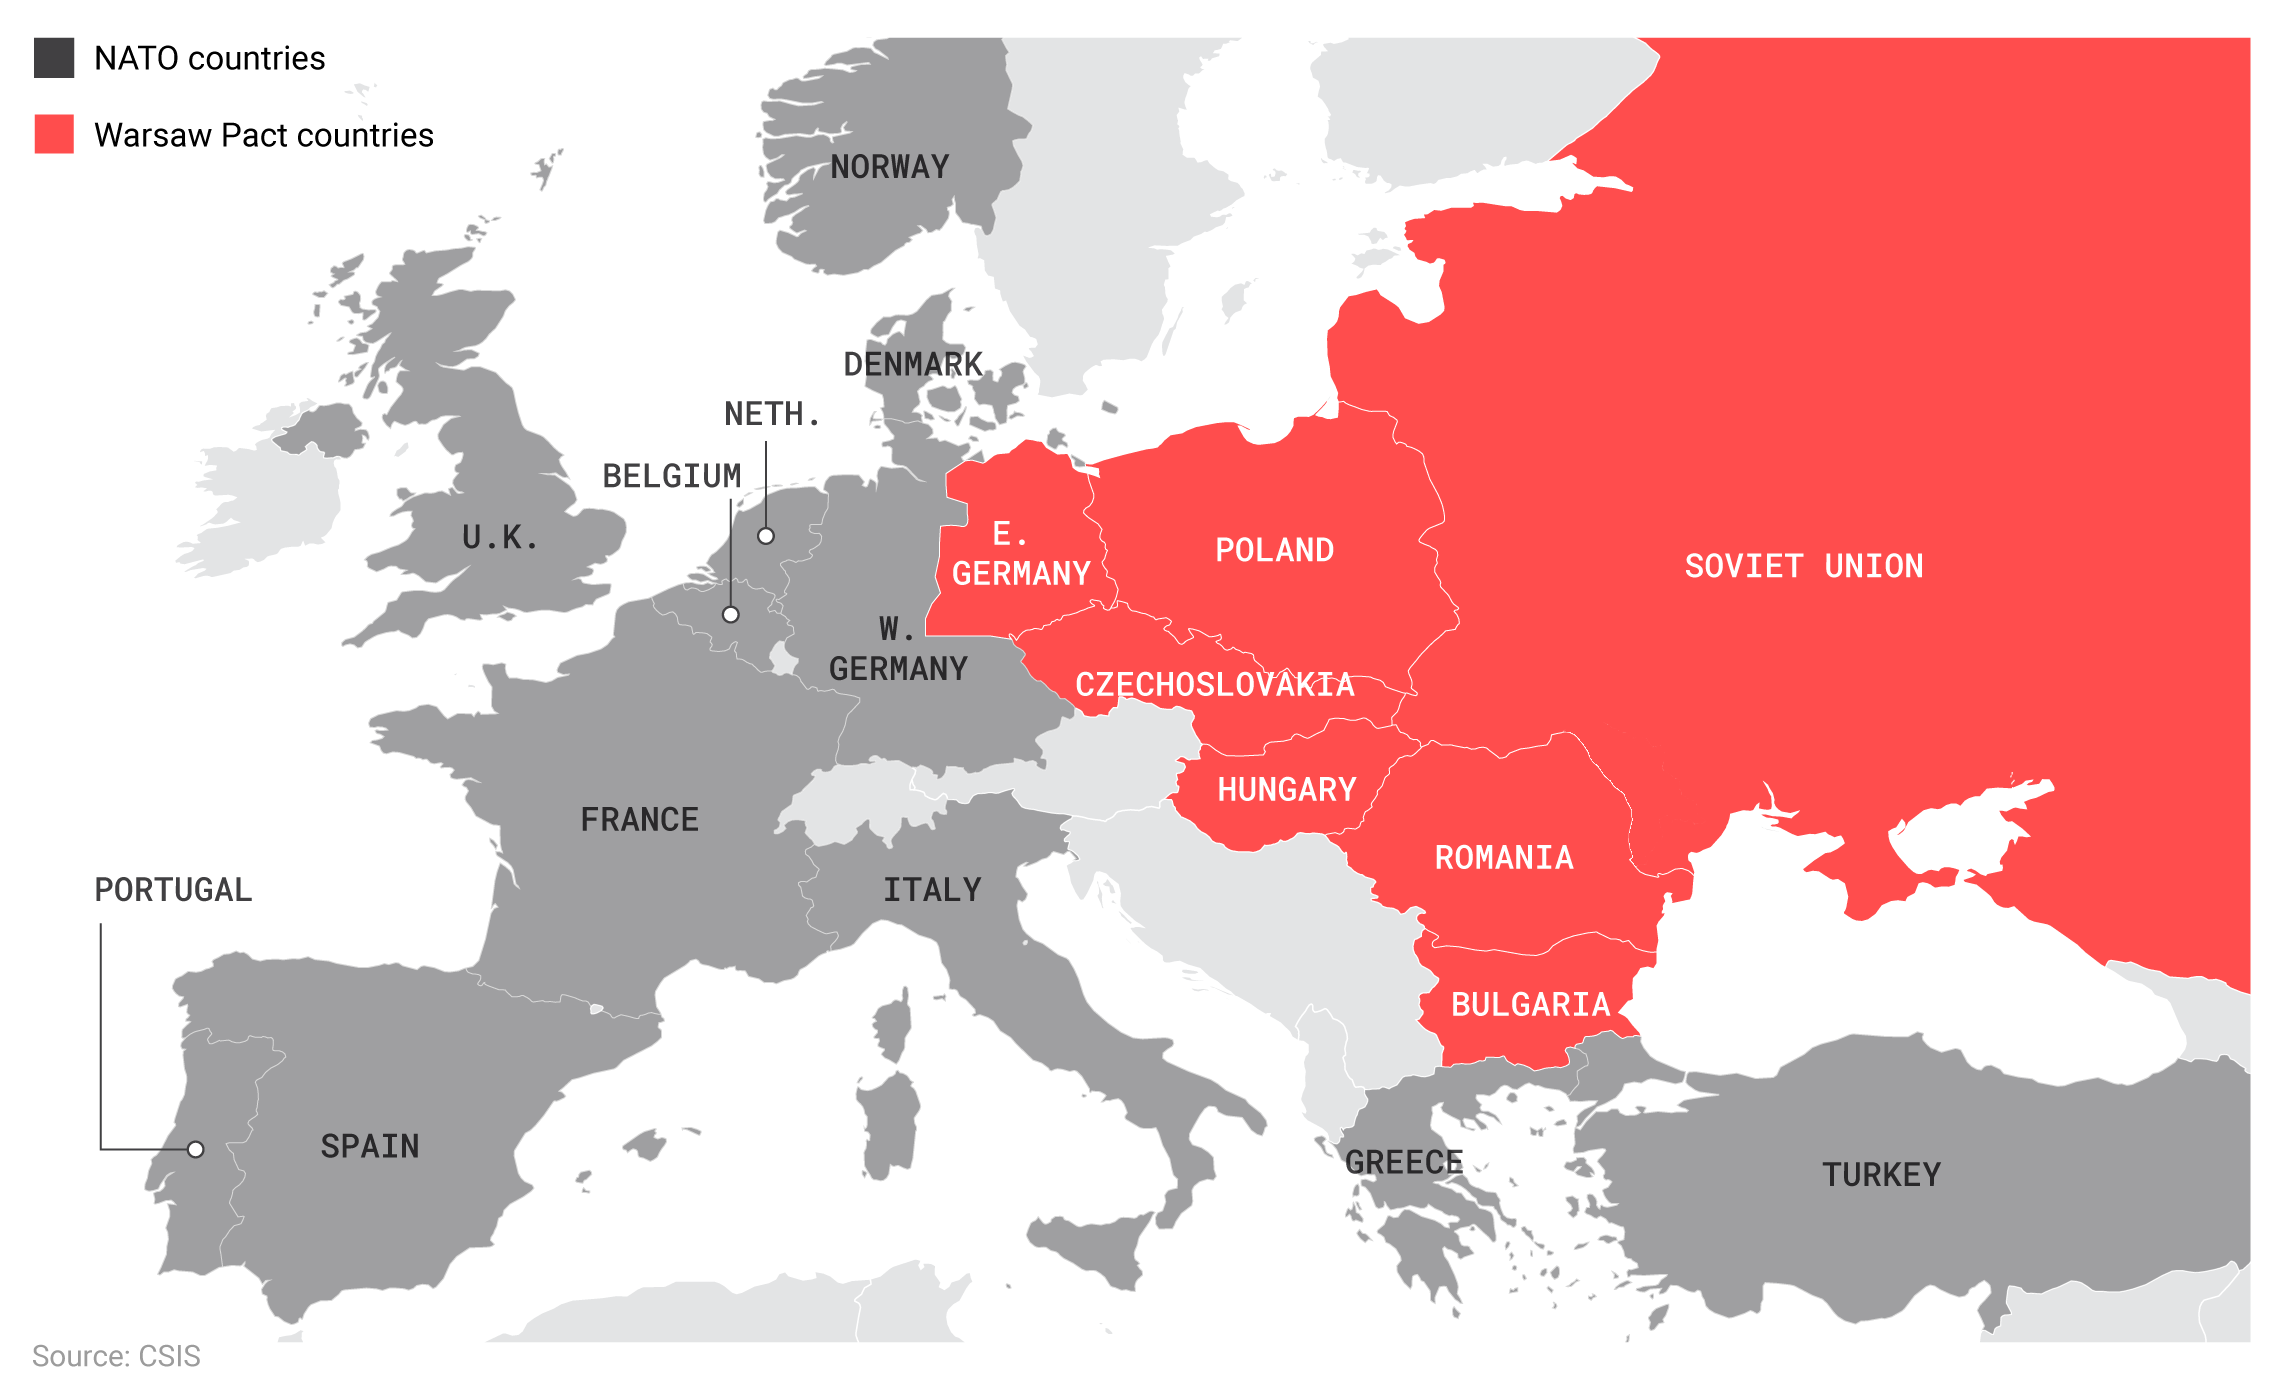 NATO countries
Warsaw Pact countries
NORWAY
DENMARK
NETH.
BELGIUM
U.K.
E.
GERMANY
POLAND
SOVIET UNION
W.
GERMANY
CZECHOSLOVAKIA
HUNGARY
FRANCE
ROMANIA
PORTUGAL
ITALY
BULGARIA
SPAIN
GREECE
TURKEY
Source: CSIS